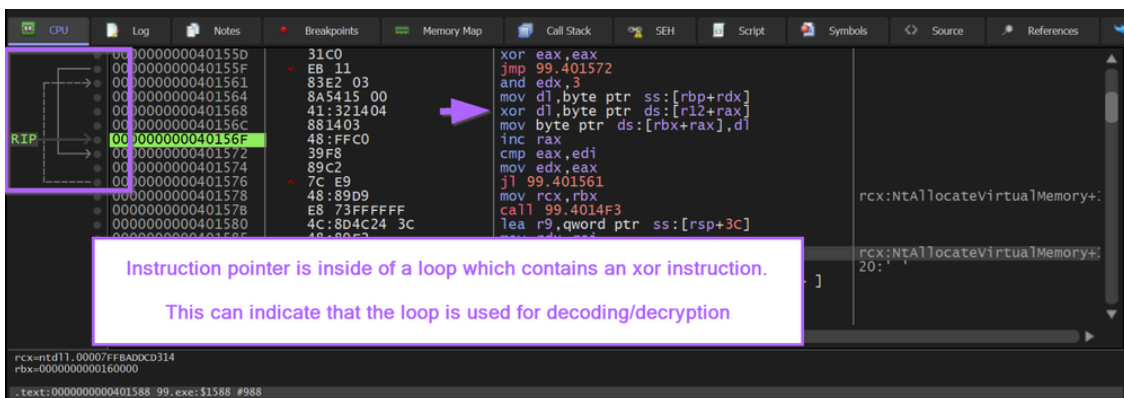 CPU Log Notes Breakpoints Memory Map Call Stack SEH Script Symbols Source References
000000000040155D 31C0 xor eax,eax
000000000040155F EB 11 jmp 99.401572
0000000000401561 83E2 03 and edx,3
0000000000401564 8A5415 00 mov dl,byte ptr ss:[rbp+rdx]
0000000000401568 41:321404 xor dl,byte ptr ds:[r12+rax]
000000000040156C 881403 mov byte ptr ds:[rbx+rax],dl
RIP 000000000040156F 48:FFC0 inc rax
0000000000401572 39F8 cmp eax,edi
0000000000401574 89C2 mov edx,eax
0000000000401576 7C E9 jl 99.401561
0000000000401578 48:89D9 mov rcx,rbx rcx:NtAllocateVirtualMemory+
000000000040157B E8 73FFFFFF call 99.4014F3
0000000000401580 4C:8D4C24 3C lea r9,qword ptr ss:[rsp+3C]
rcx:NtAllocateVirtualMemory+
20:' '
]
Instruction pointer is inside of a loop which contains an xor instruction.
This can indicate that the loop is used for decoding/decryption
rcx=ntdll.00007FFBADDCD314
rbx=0000000000160000
.text:0000000000401588 99.exe:$1588 #988